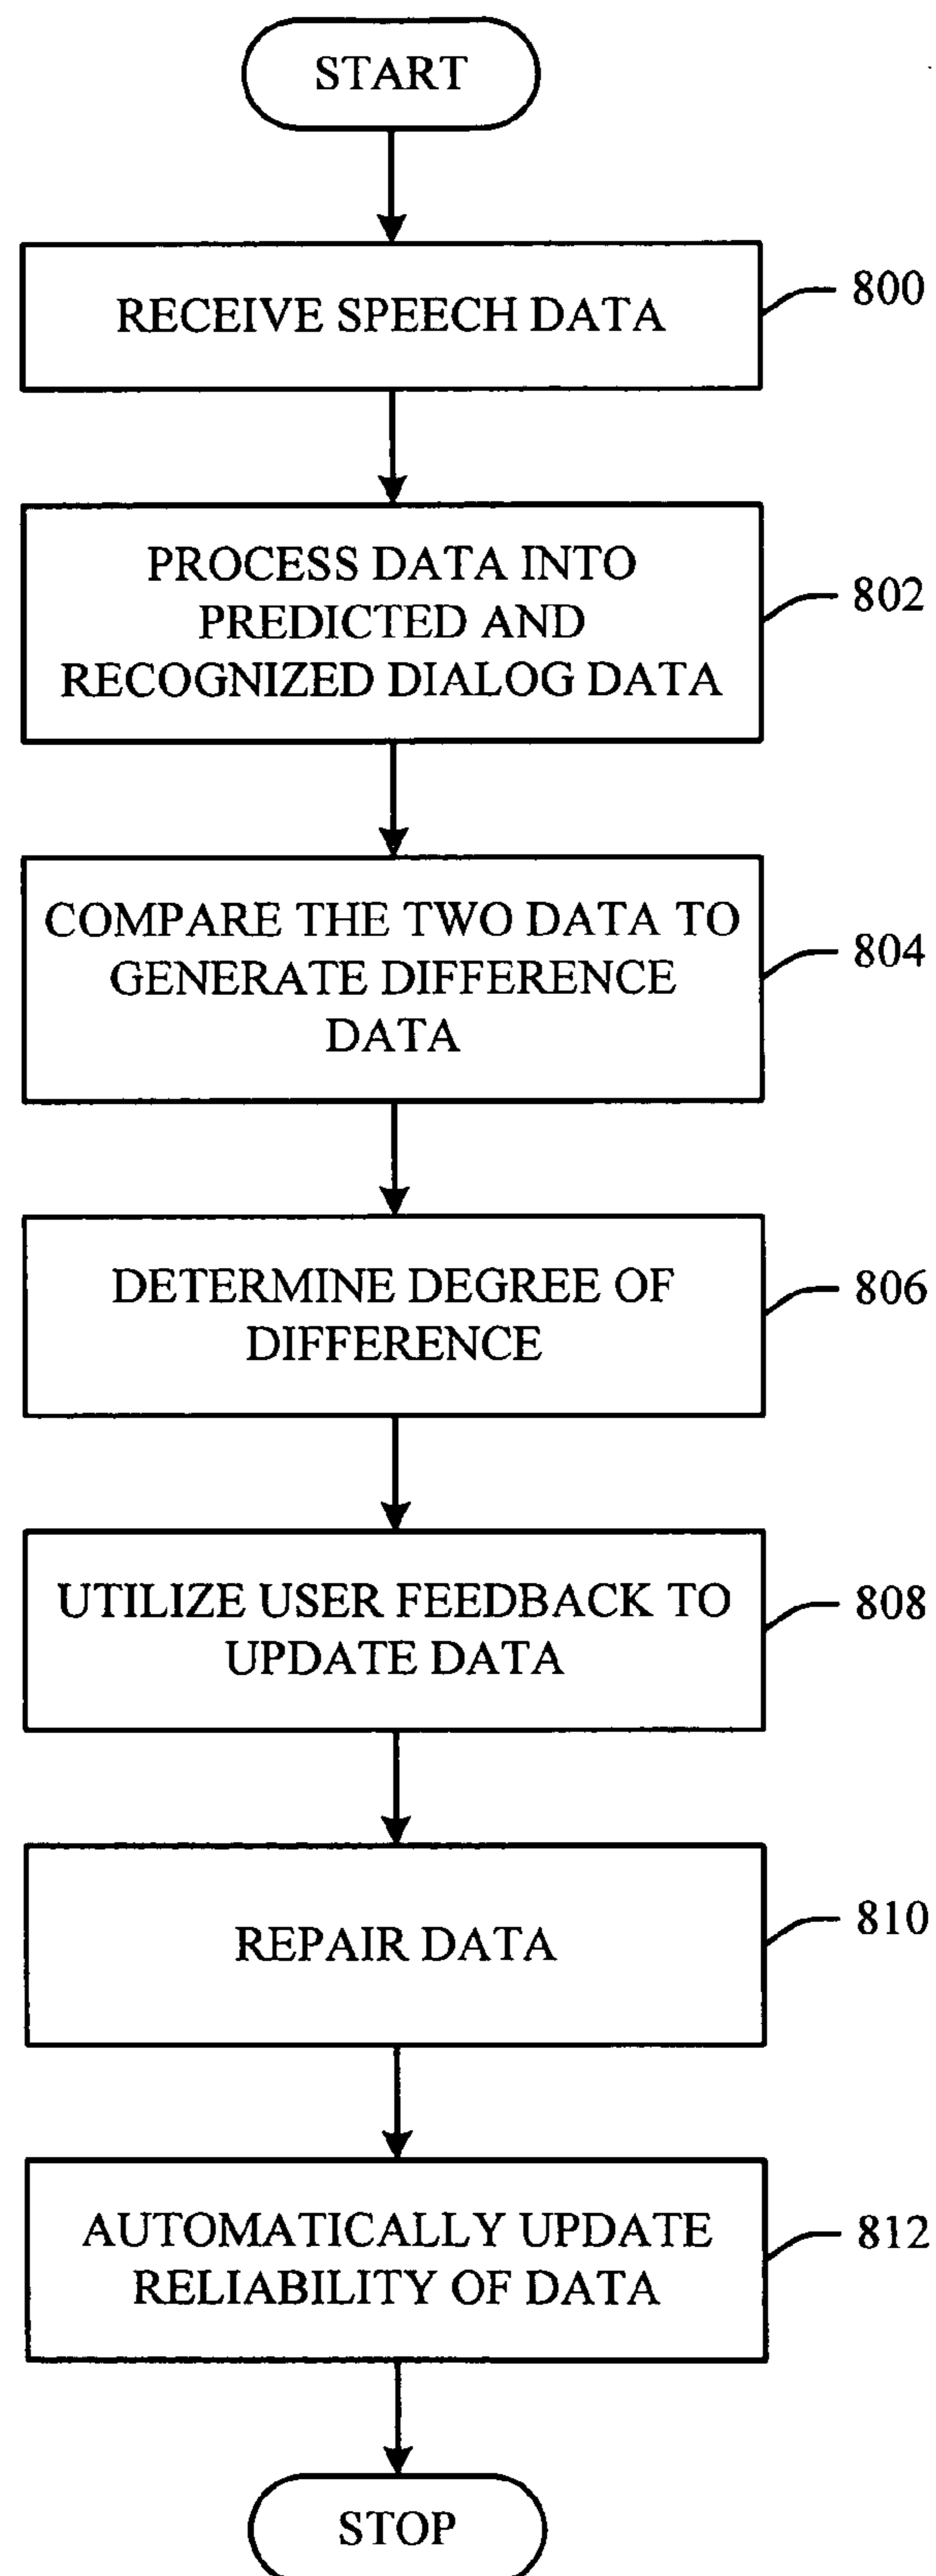 START
RECEIVE SPEECH DATA
800
PROCESS DATA INTO
PREDICTED AND
RECOGNIZED DIALOG DATA
802
COMPARE THE TWO DATA TO
GENERATE DIFFERENCE
DATA
804
DETERMINE DEGREE OF
DIFFERENCE
806
UTILIZE USER FEEDBACK TO
UPDATE DATA
808
REPAIR DATA
810
AUTOMATICALLY UPDATE
RELIABILITY OF DATA
812
STOP